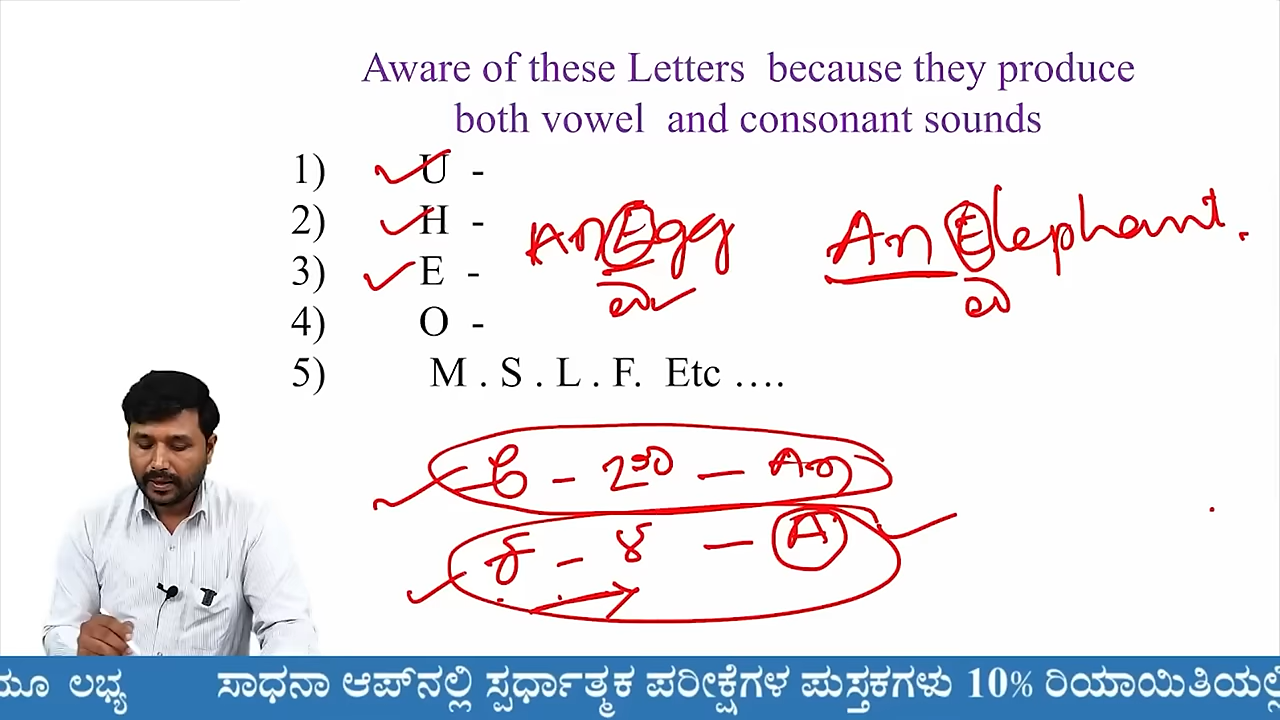 Aware of these Letters because they produce
both vowel and consonant sounds
1) U -
2) H -
3) E -
4) O -
5) M . S . L . F. Etc ....
An Egg
An Elephant.
ಎ
ಎ
An
A
ಯೂ ಲಭ್ಯ ಸಾಧನಾ ಆಪ್‌ನಲ್ಲಿ ಸ್ಪರ್ಧಾತ್ಮಕ ಪರೀಕ್ಷೆಗಳ ಪುಸ್ತಕಗಳು 10% ರಿಯಾಯಿತಿಯಲ್ಲಿ